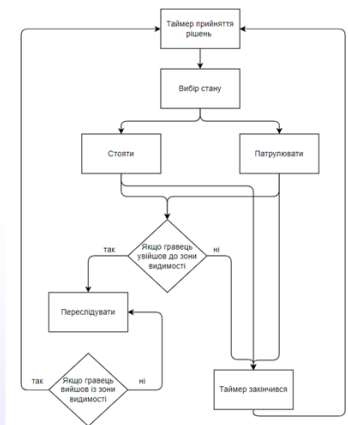 Таймер прийняття
рішень
Вибір стану
Стояти
Патрулювати
Якщо гравець
увійшов до зони
видимості
так
ні
Переслідувати
Якщо гравець
вийшов із зони
видимості
так
ні
Таймер закінчився